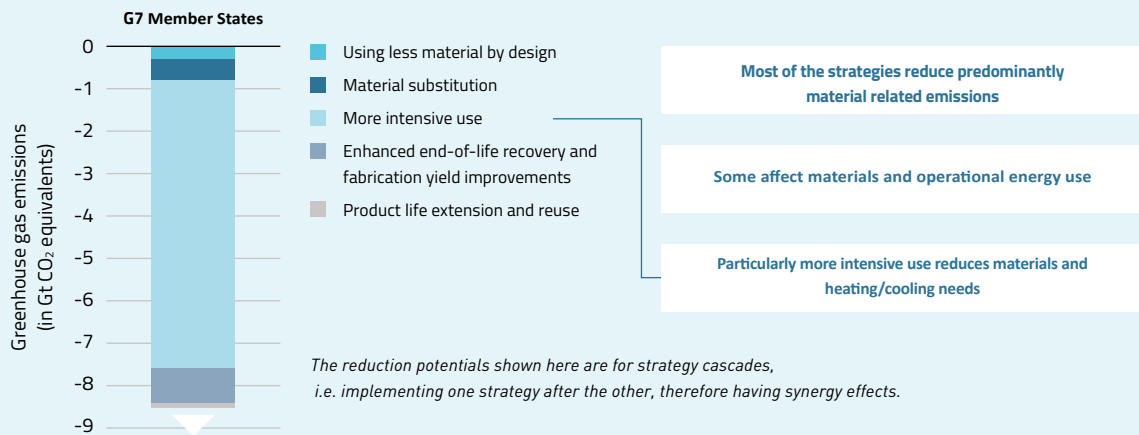 G7 Member States
Greenhouse gas emissions
(in Gt CO₂ equivalents)
0
-1
-2
-3
-4
-5
-6
-7
-8
-9
Using less material by design
Material substitution
More intensive use
Enhanced end-of-life recovery and
fabrication yield improvements
Product life extension and reuse
Most of the strategies reduce predominantly
material related emissions
Some affect materials and operational energy use
Particularly more intensive use reduces materials and
heating/cooling needs
The reduction potentials shown here are for strategy cascades,
i.e. implementing one strategy after the other, therefore having synergy effects.